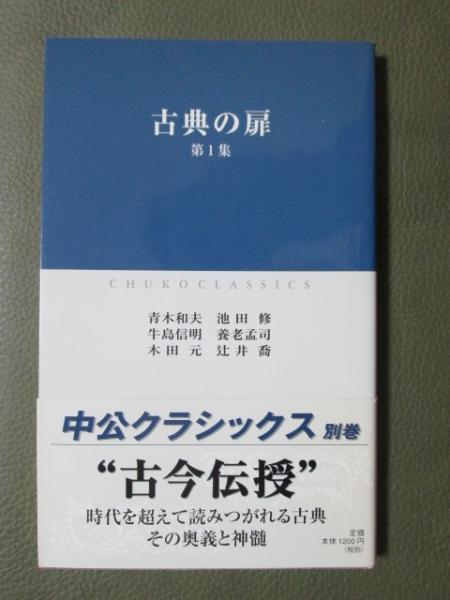 古典の扉
第1集
CHUKO CLASSICS
青木和夫 池田 修
牛島信明 養老孟司
木田 元 辻井 喬
中公クラシックス 別巻
“古今伝授”
時代を超えて読みつがれる古典
その奥義と神髄
定価
本体1200円
(税別)